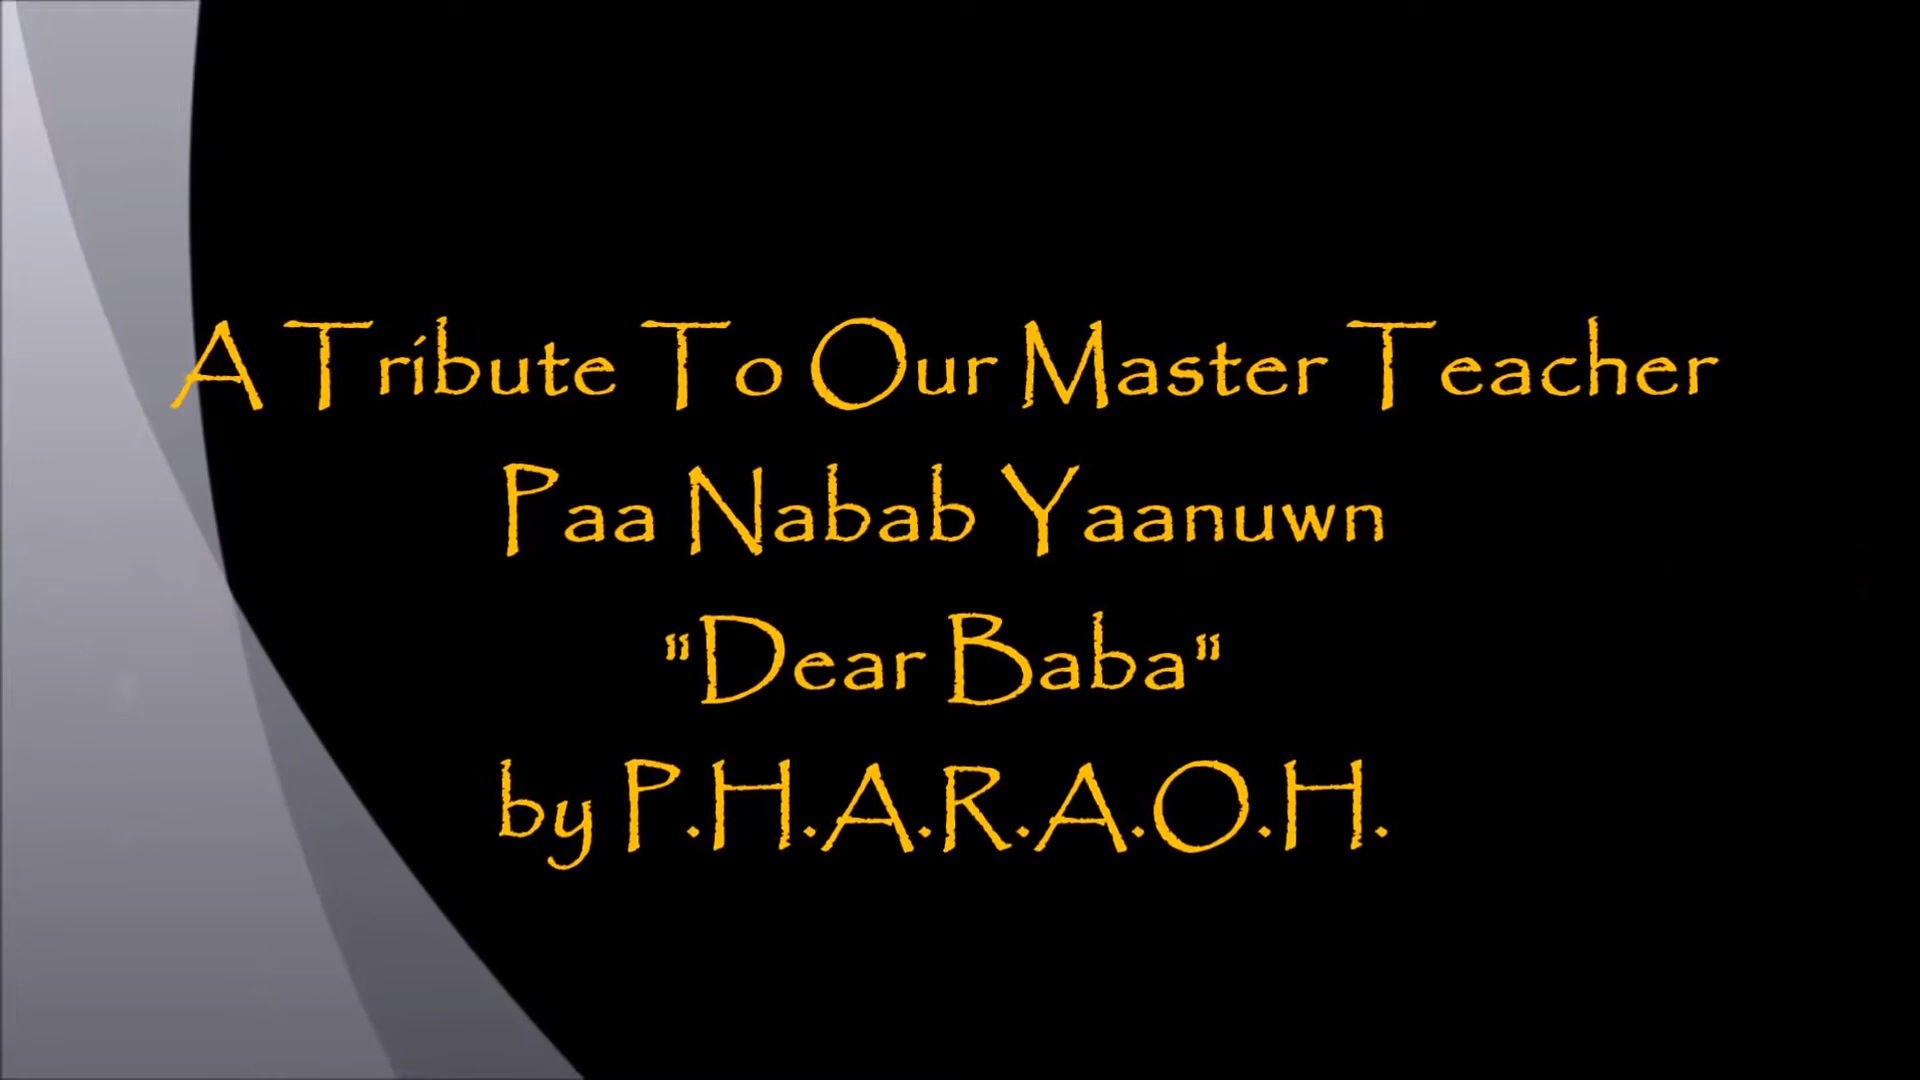 A Tribute To Our Master Teacher
Paa Nabab Yaanuwn
"Dear Baba"
by P.H.A.R.A.O.H.